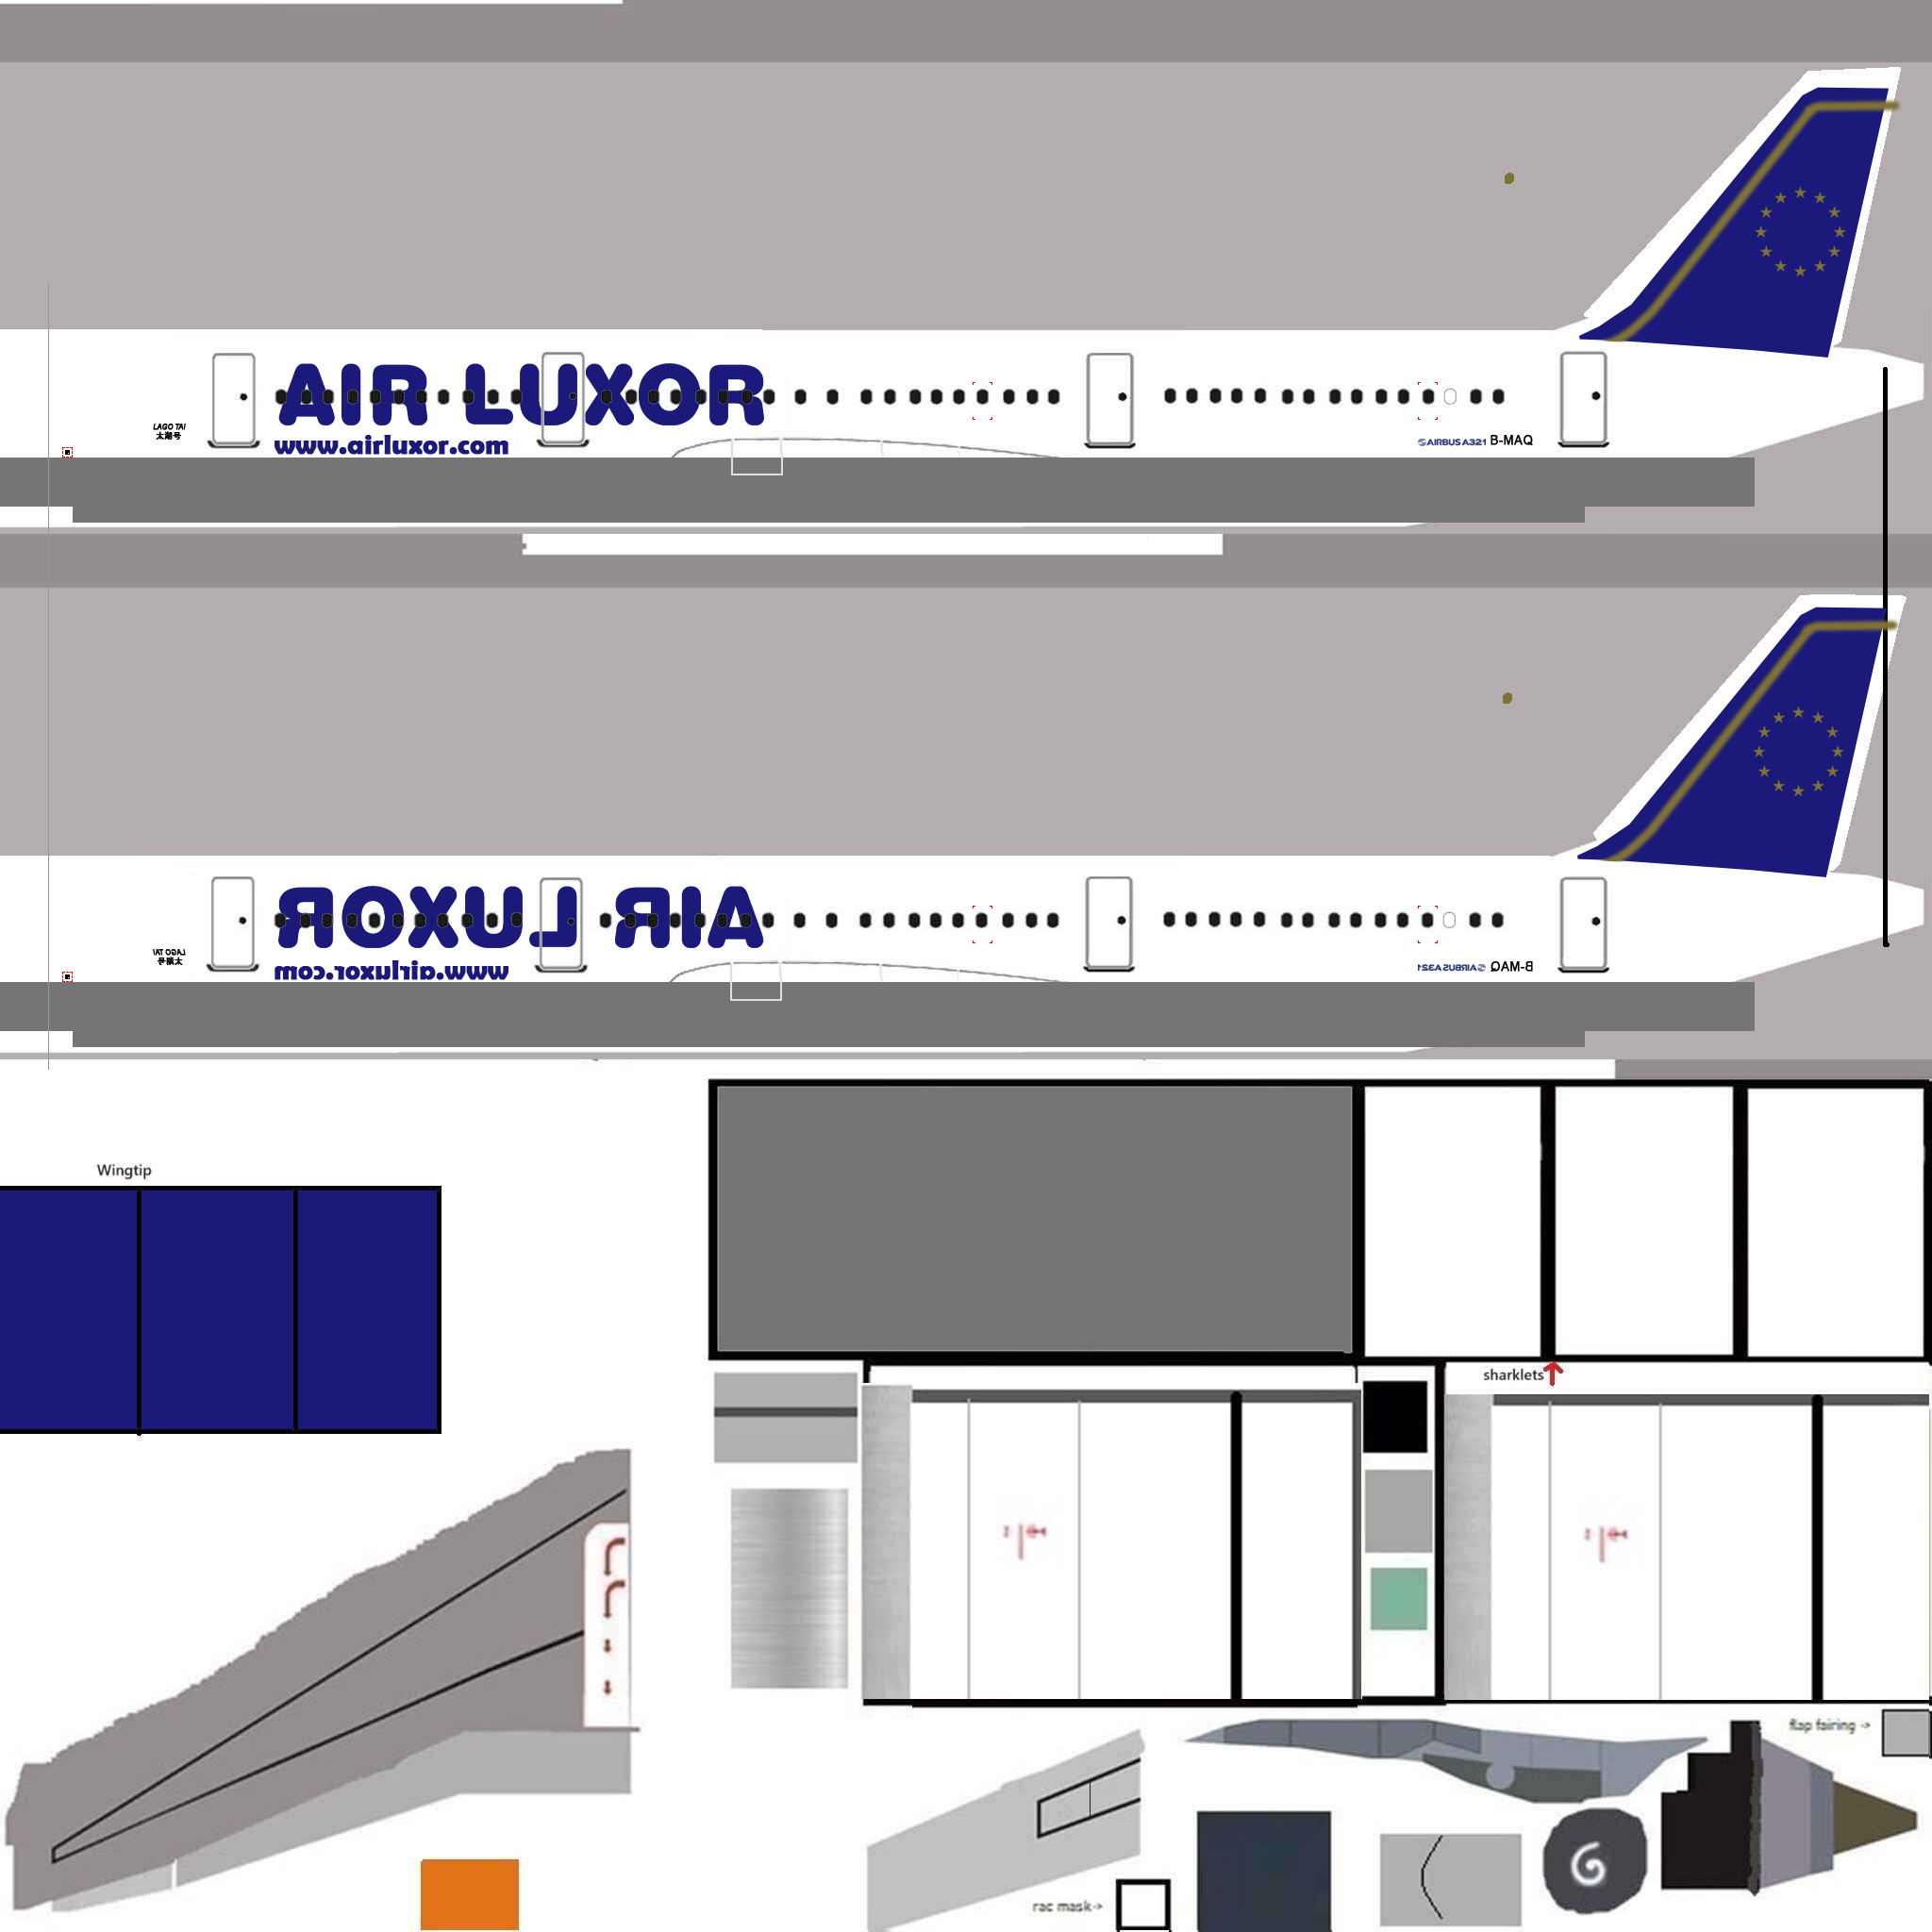 AIR LUXOR
www.airluxor.com
LAGO TAI
太湖号
AIRBUS A321 B-MAQ
AIR LUXOR
www.airluxor.com
LAGO TAI
太湖号
AIRBUS A321 B-MAQ
Wingtip
sharklets
flap fairing ->
rac mask->